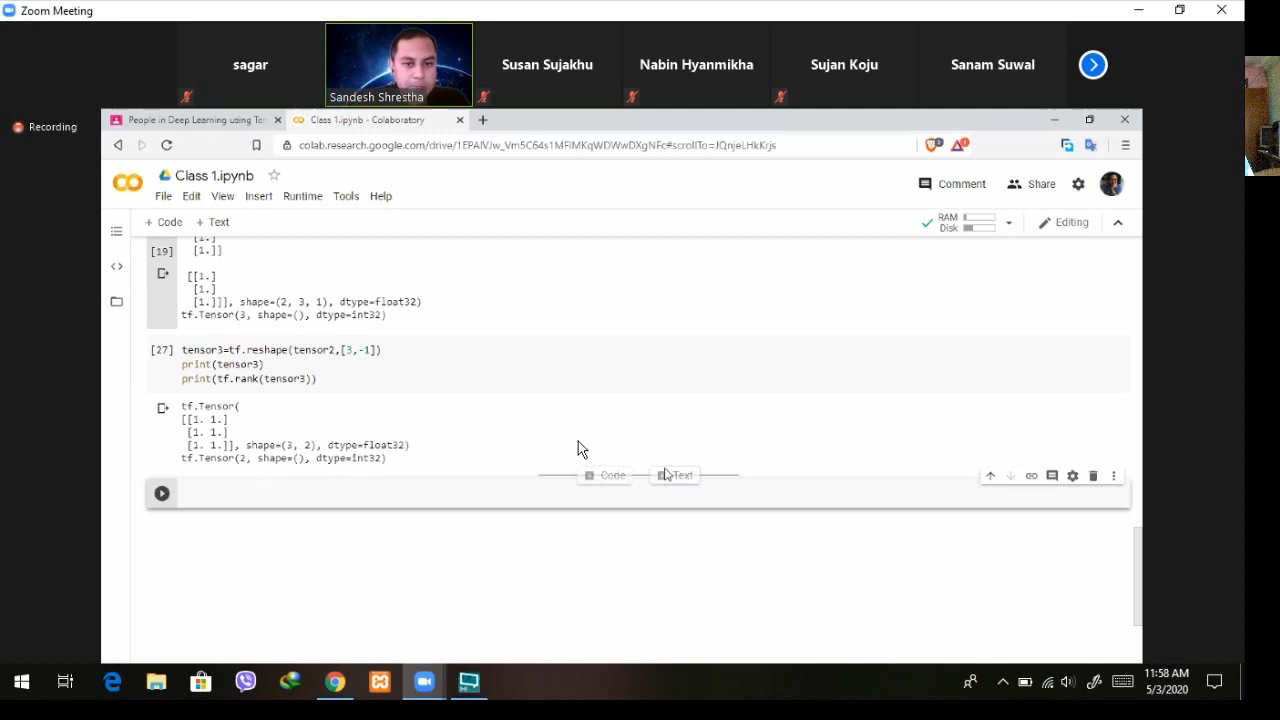 Zoom Meeting
sagar
Sandesh Shrestha
Susan Sujakhu
Nabin Hyanmikha
Sujan Koju
Sanam Suwal
Recording
People in Deep Learning using Ter
Class 1.ipynb - Colaboratory
colab.research.google.com/drive/1EPAlVJw_Vm5C64s1MFlMKqWDWwDXgNFc#scrollTo=JQnjeLHkKrjs
Class 1.ipynb
File Edit View Insert Runtime Tools Help
Comment
Share
+ Code + Text
RAM
Disk
Editing
[1.]
[19] [1.]]
[[1.]
[1.]
[1.]]], shape=(2, 3, 1), dtype=float32)
tf.Tensor(3, shape=(), dtype=int32)
[27] tensor3=tf.reshape(tensor2,[3,-1])
print(tensor3)
print(tf.rank(tensor3))
tf.Tensor(
[[1. 1.]
[1. 1.]
[1. 1.]], shape=(3, 2), dtype=float32)
tf.Tensor(2, shape=(), dtype=int32)
Code
Text
11:58 AM
5/3/2020